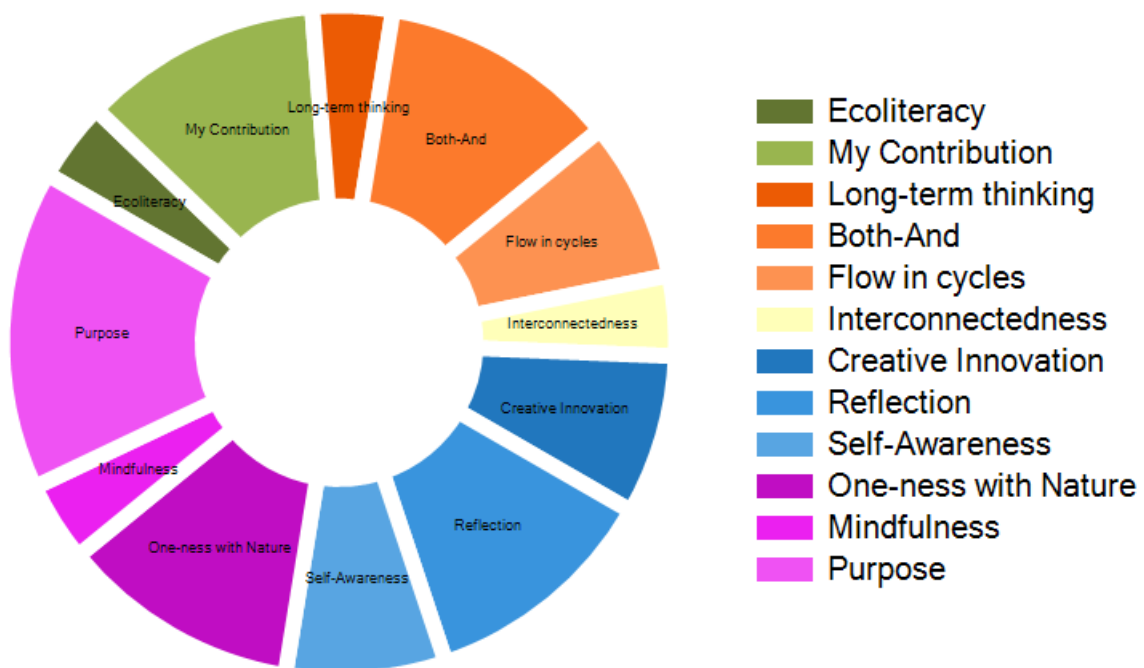 Long-term thinking
My Contribution
Both-And
Ecoliteracy
Flow in cycles
Purpose
Interconnectedness
Creative Innovation
Mindfulness
One-ness with Nature
Reflection
Self-Awareness
Ecoliteracy
My Contribution
Long-term thinking
Both-And
Flow in cycles
Interconnectedness
Creative Innovation
Reflection
Self-Awareness
One-ness with Nature
Mindfulness
Purpose